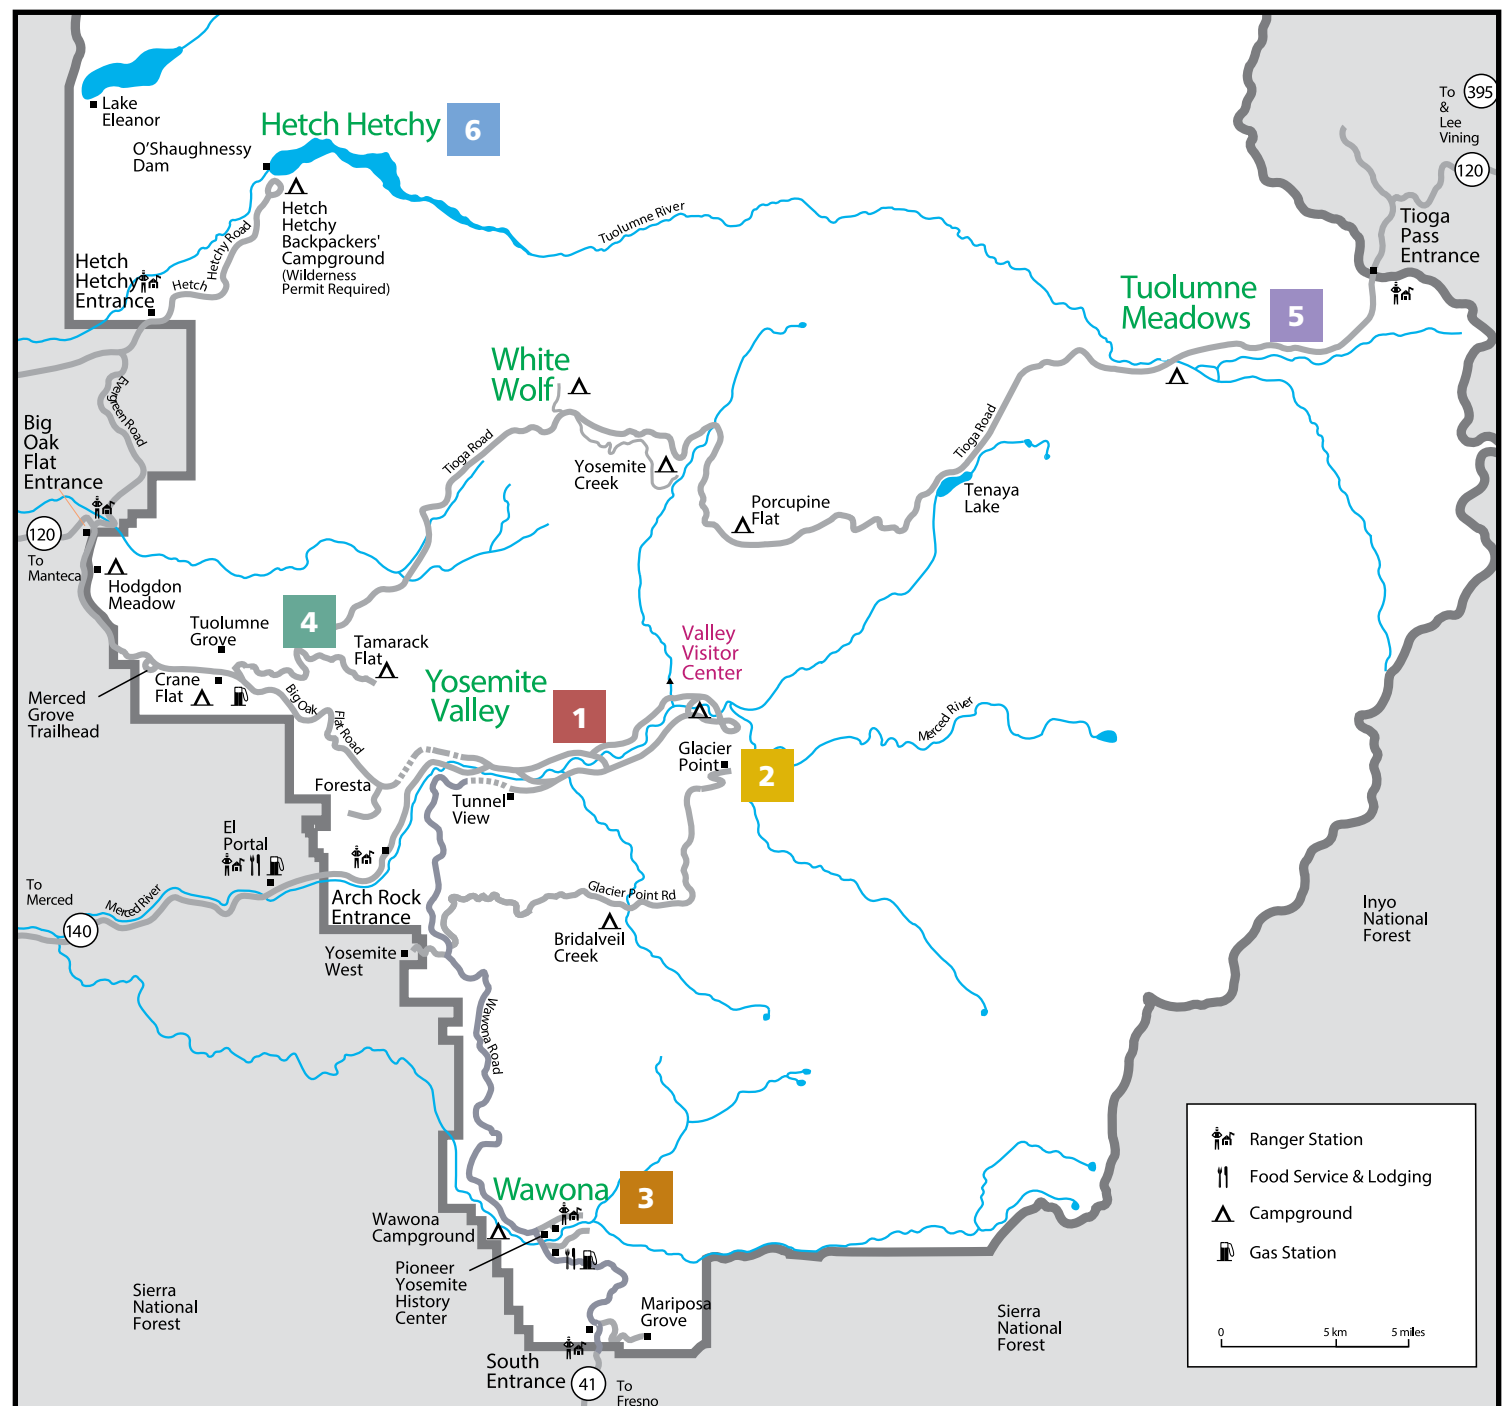 Lake
Eleanor
Hetch Hetchy
6
O'Shaughnessy
Dam
Hetch
Hetchy
Backpackers'
Campground
(Wilderness
Permit Required)
Hetch
Hetchy
Entrance
Hetch
Hetchy Road
Tuolumne River
To
&
Lee
Vining
395
120
Tioga
Pass
Entrance
Tuolumne
Meadows
5
White
Wolf
Evergreen Road
Big
Oak
Flat
Entrance
Tioga Road
Tioga Road
Yosemite
Creek
Porcupine
Flat
Tenaya
Lake
120
To
Manteca
Hodgdon
Meadow
4
Tuolumne
Grove
Tamarack
Flat
Valley
Visitor
Center
Crane
Flat
Merced
Grove
Trailhead
Big Oak
Flat Road
Yosemite
Valley
1
Merced River
Glacier
Point
2
Foresta
Tunnel
View
El
Portal
To
Merced
Merced River
140
Arch Rock
Entrance
Glacier Point Rd
Bridalveil
Creek
Yosemite
West
Inyo
National
Forest
Wawona Road
Wawona
3
Wawona
Campground
Pioneer
Yosemite
History
Center
Mariposa
Grove
South
Entrance
41
To
Fresno
Sierra
National
Forest
Sierra
National
Forest
Ranger Station
Food Service & Lodging
Campground
Gas Station
0
5 km
5 miles